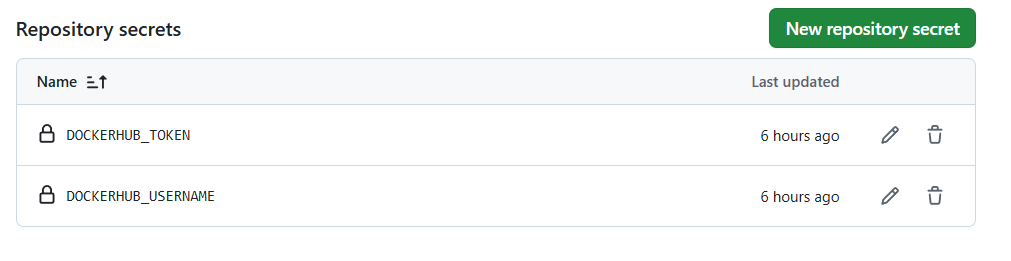 Repository secrets
New repository secret
Name
Last updated
DOCKERHUB_TOKEN
6 hours ago
DOCKERHUB_USERNAME
6 hours ago